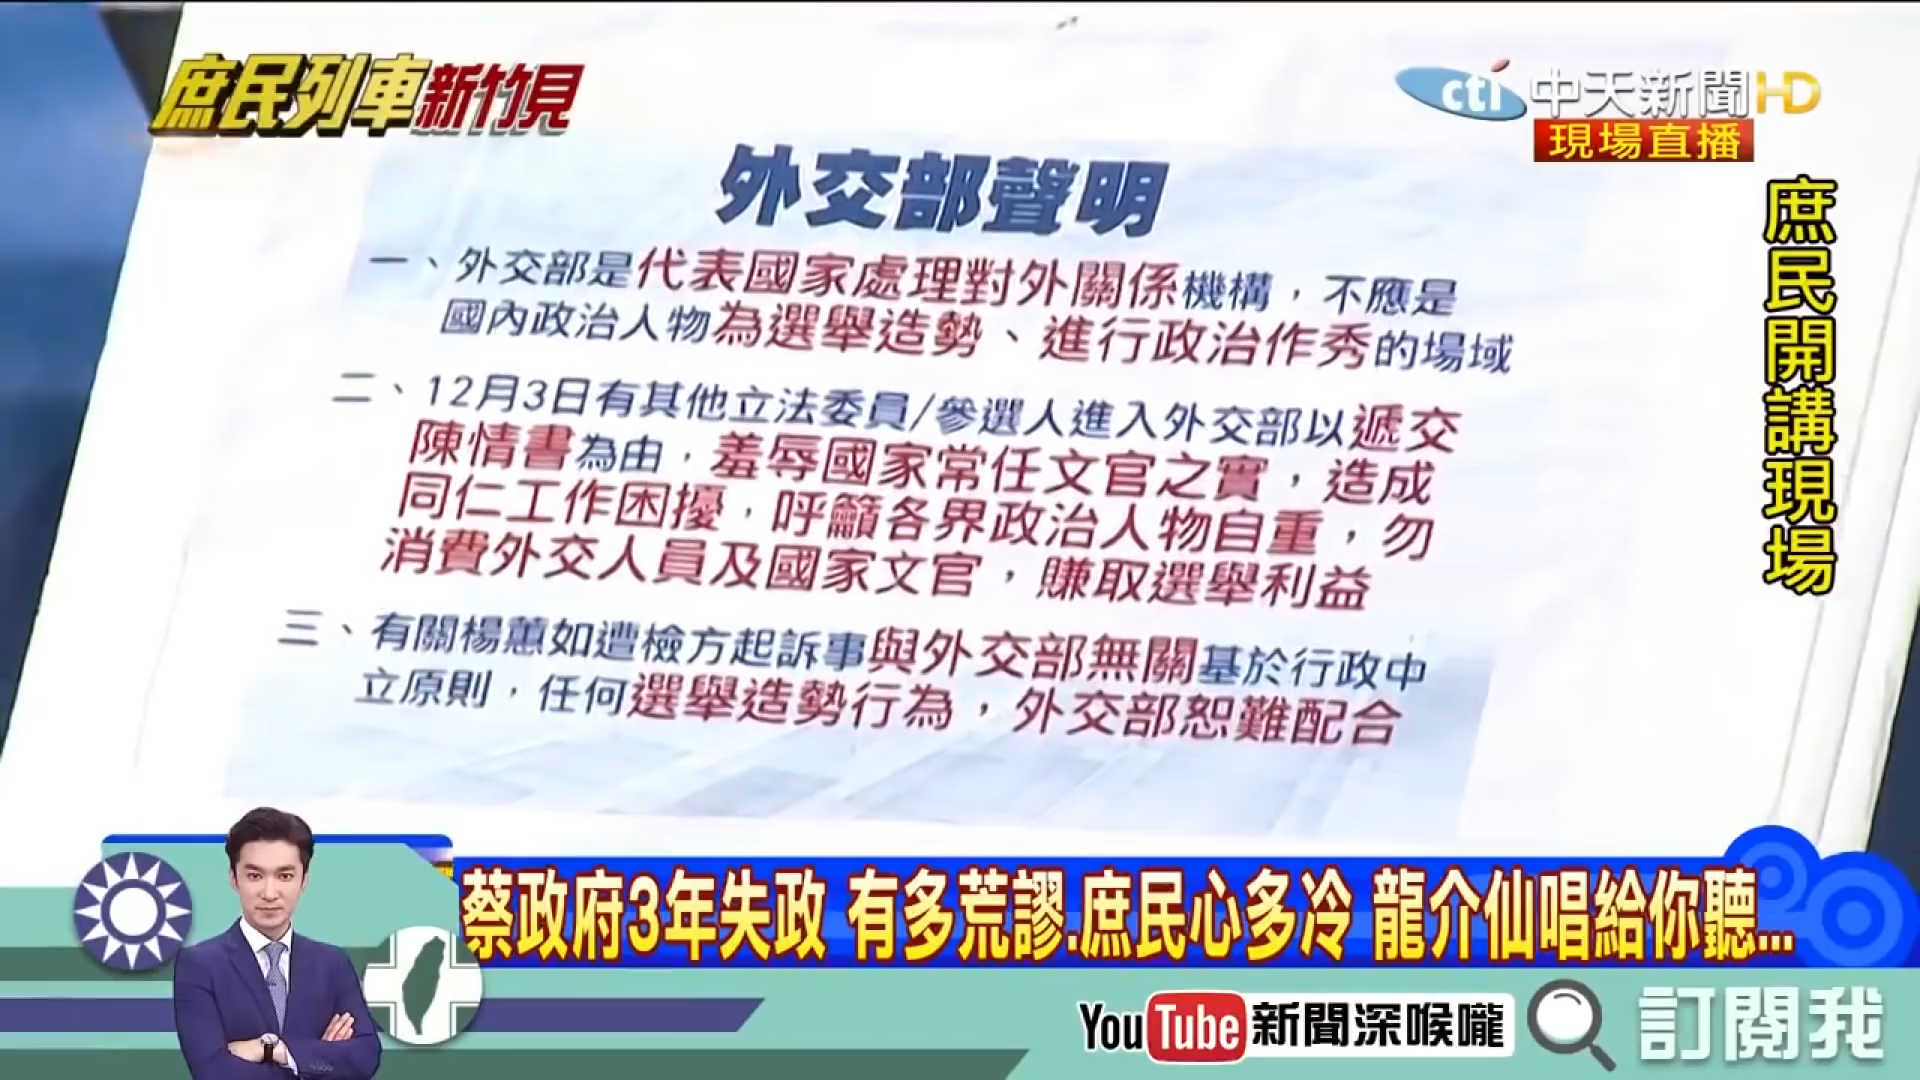 庶民列車新竹見
cti 中天新聞HD
現場直播
庶民開講現場
外交部聲明
一、外交部是代表國家處理對外關係機構，不應是
國內政治人物為選舉造勢、進行政治作秀的場域
二、12月3日有其他立法委員/參選人進入外交部以遞交
陳情書為由，羞辱國家常任文官之實，造成
同仁工作困擾，呼籲各界政治人物自重，勿
消費外交人員及國家文官，賺取選舉利益
三、有關楊蕙如遭檢方起訴事與外交部無關基於行政中
立原則，任何選舉造勢行為，外交部恕難配合
蔡政府3年失政 有多荒謬.庶民心多冷 龍介仙唱給你聽...
YouTube 新聞深喉嚨
訂閱我